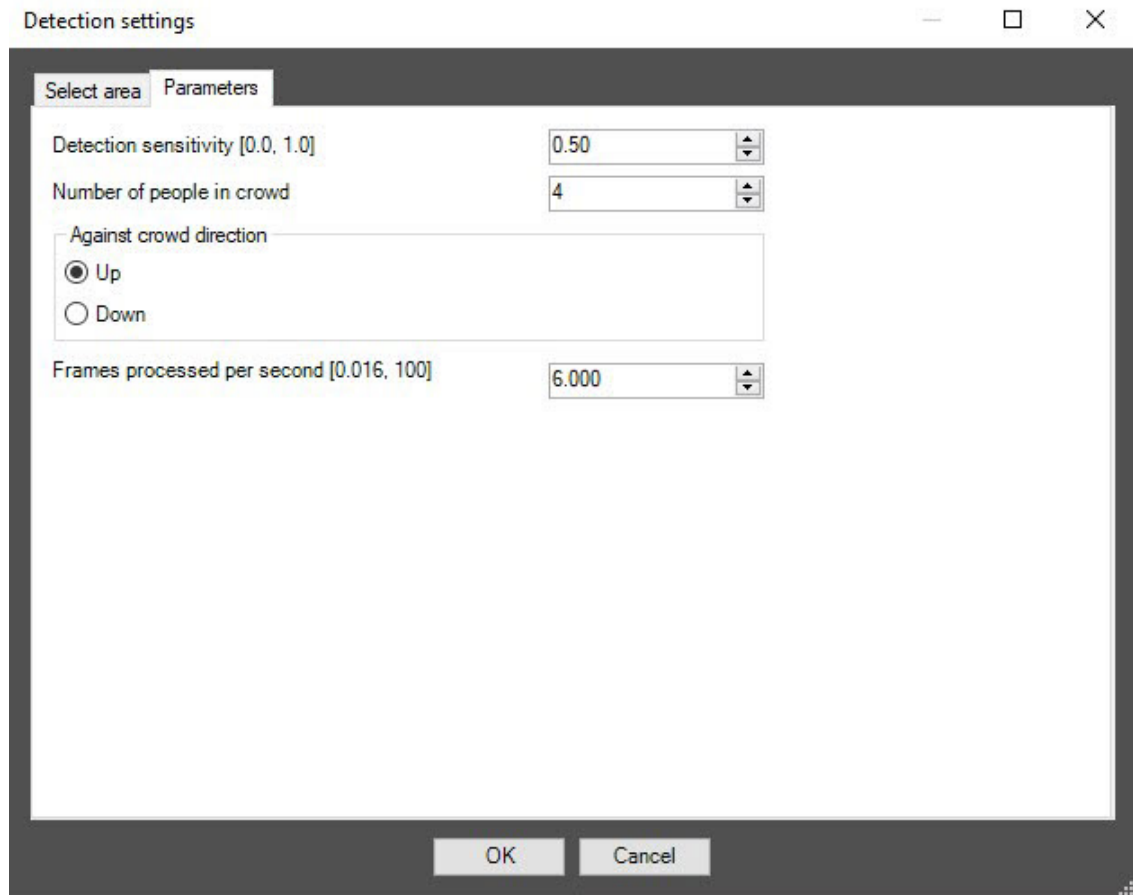 Detection settings
Select area
Parameters
Detection sensitivity [0.0, 1.0]
0.50
Number of people in crowd
4
Against crowd direction
Up
Down
Frames processed per second [0.016, 100]
6.000
OK
Cancel